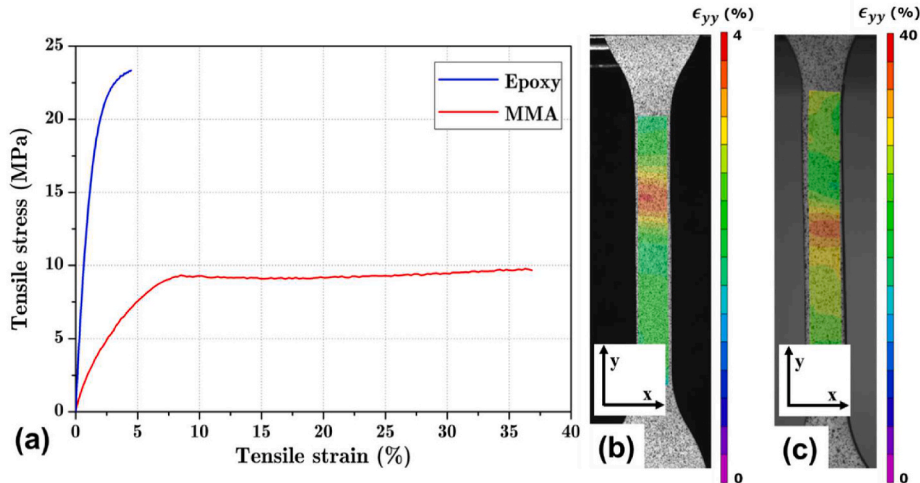 25
20
15
10
5
0
Tensile stress (MPa)
Epoxy
MMA
0 5 10 15 20 25 30 35 40
Tensile strain (%)
(a)
ϵyy (%)
4
0
y
x
(b)
ϵyy (%)
40
0
y
x
(c)